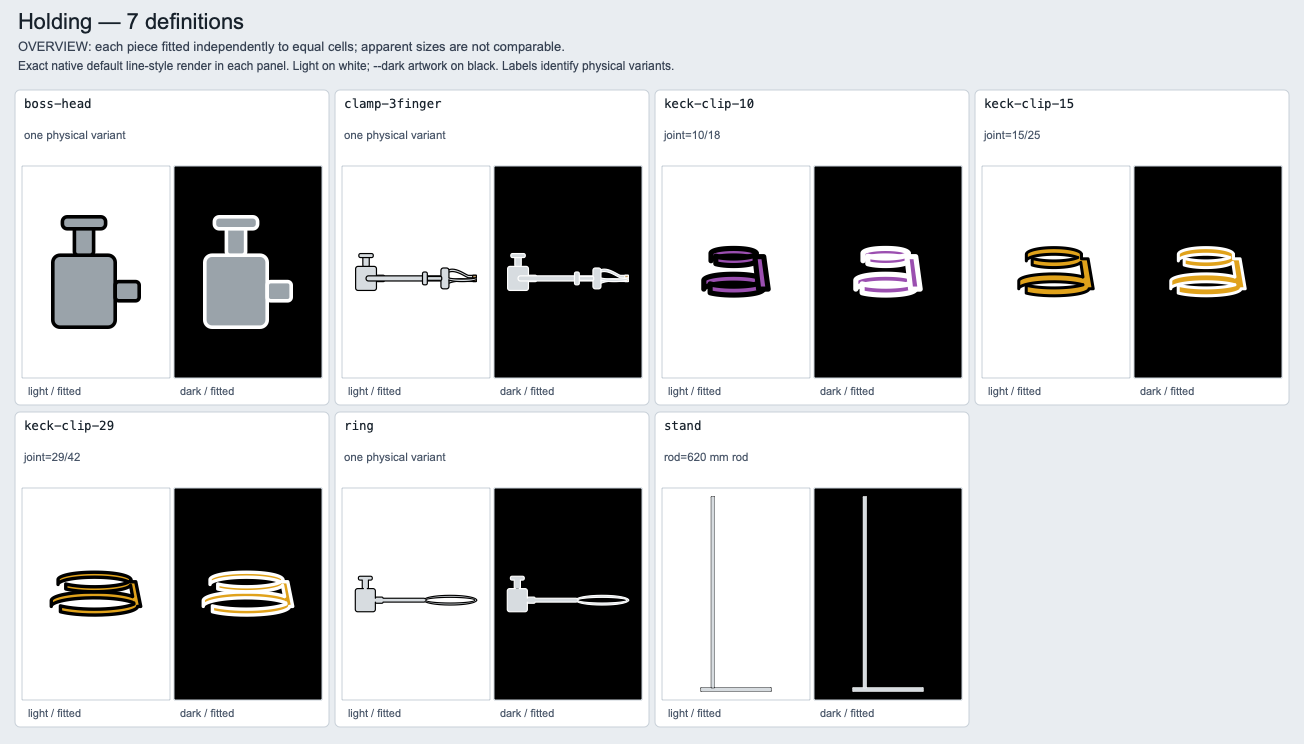 Holding — 7 definitions
OVERVIEW: each piece fitted independently to equal cells; apparent sizes are not comparable.
Exact native default line-style render in each panel. Light on white; --dark artwork on black. Labels identify physical variants.
boss-head
one physical variant
light / fitted
dark / fitted
clamp-3finger
one physical variant
light / fitted
dark / fitted
keck-clip-10
joint=10/18
light / fitted
dark / fitted
keck-clip-15
joint=15/25
light / fitted
dark / fitted
keck-clip-29
joint=29/42
light / fitted
dark / fitted
ring
one physical variant
light / fitted
dark / fitted
stand
rod=620 mm rod
light / fitted
dark / fitted